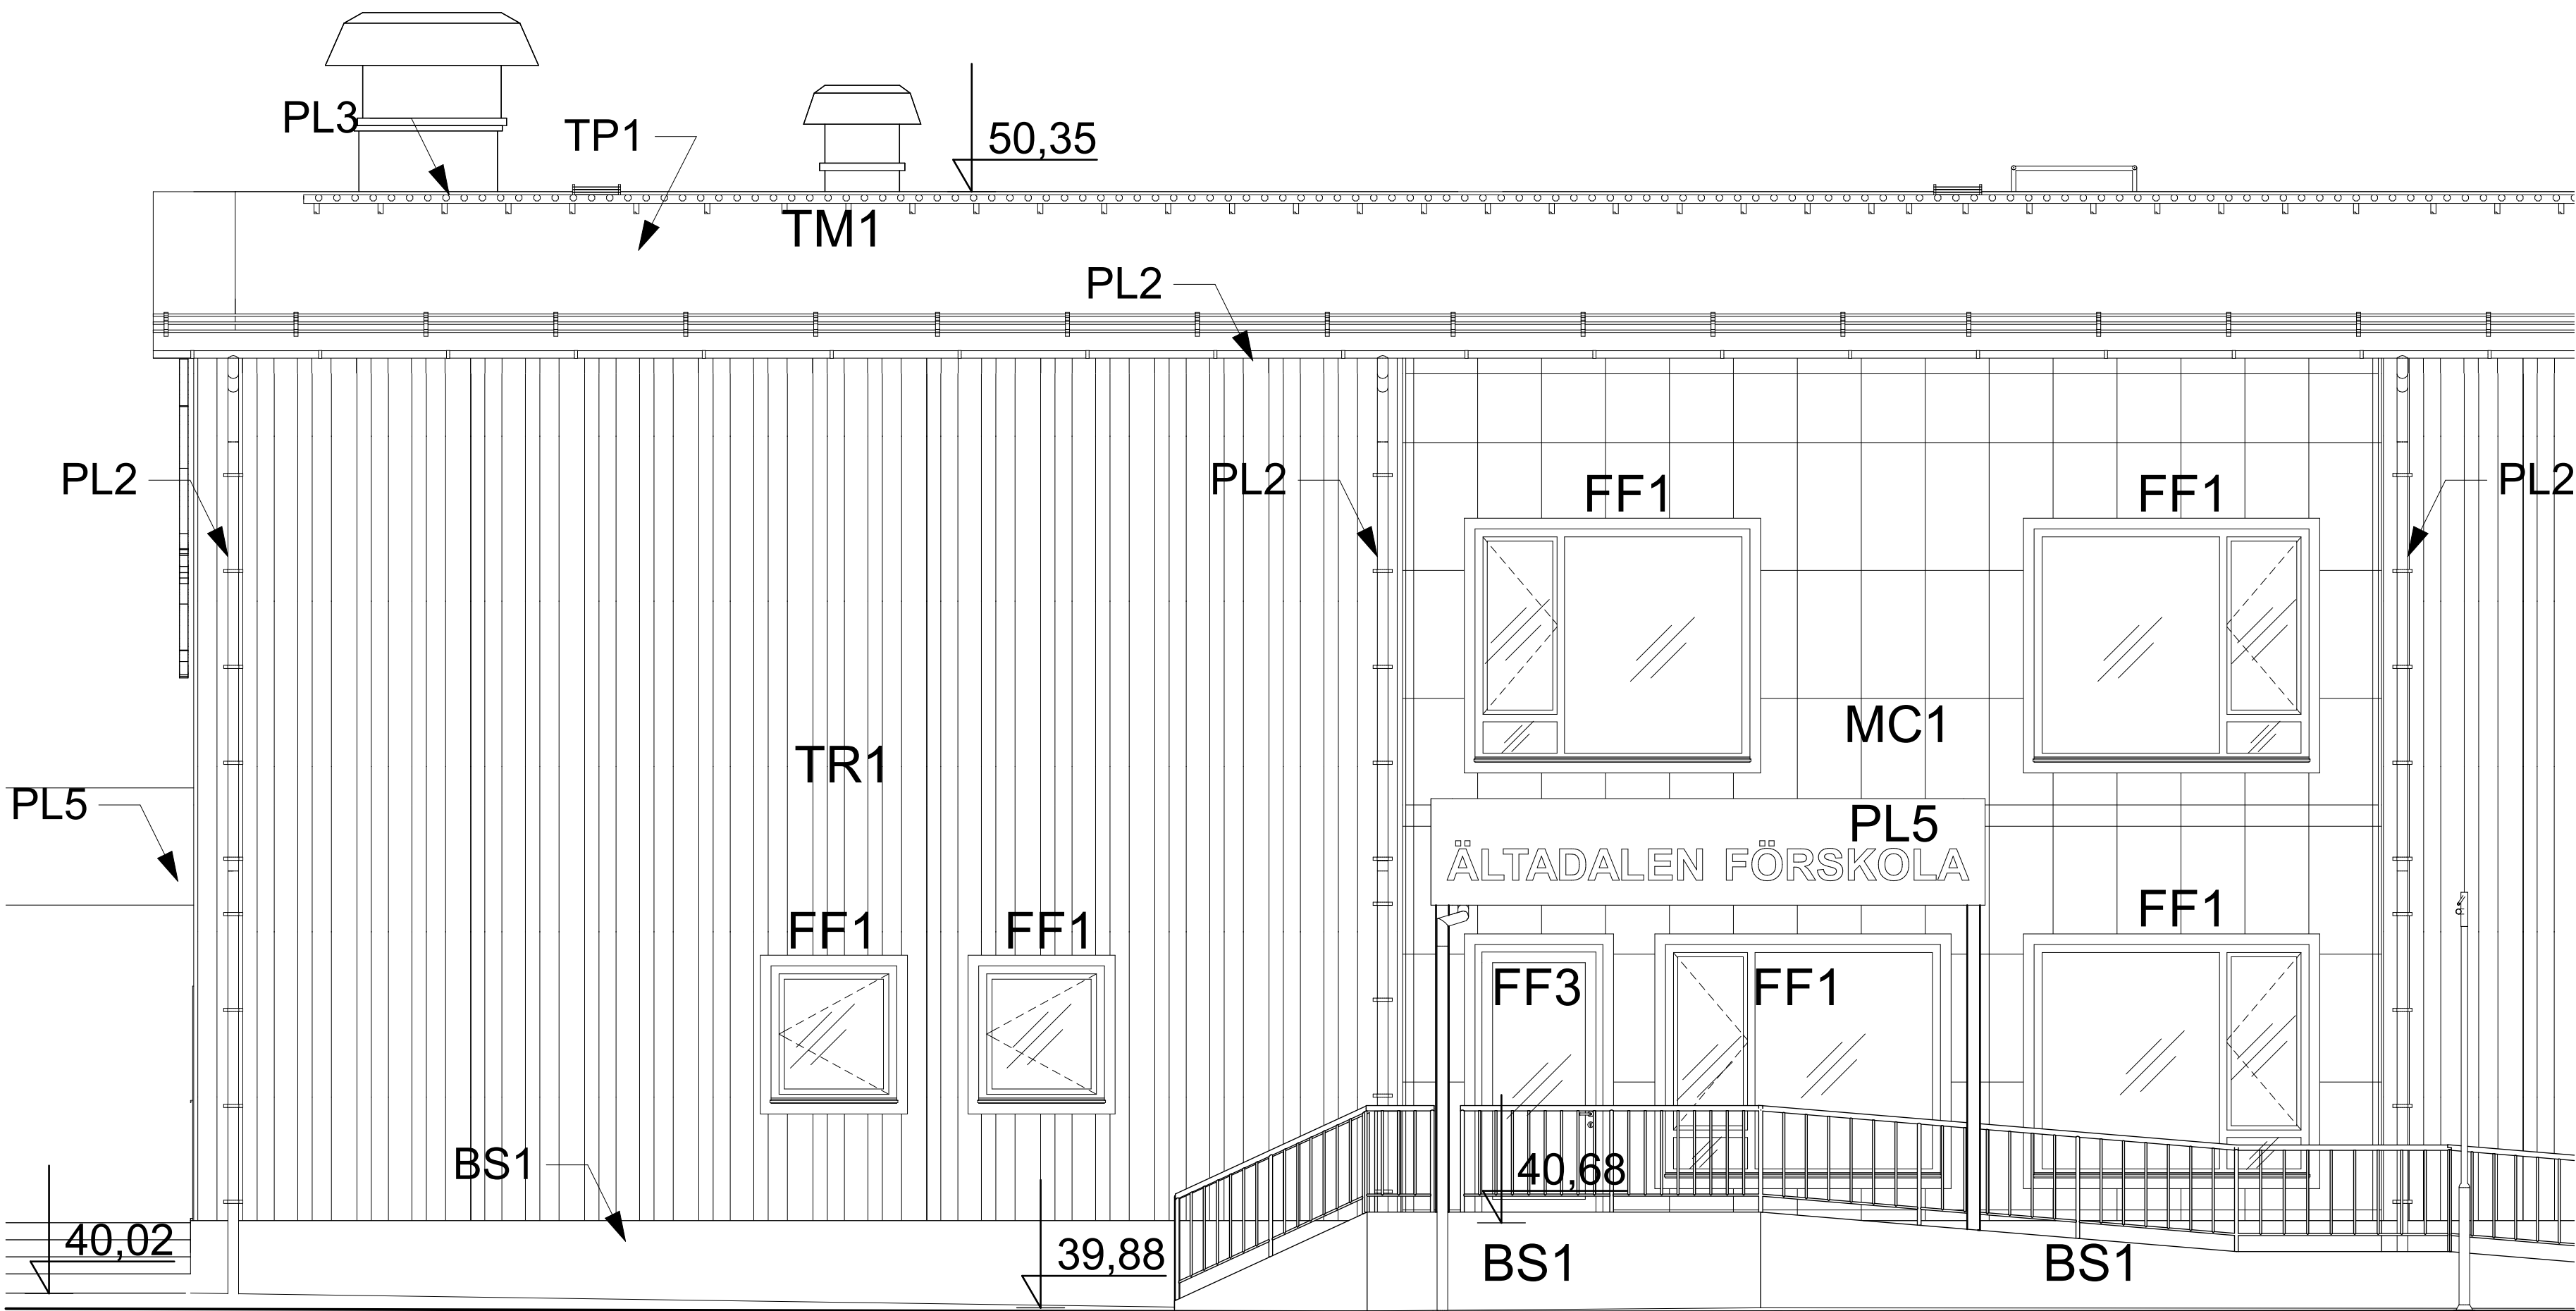 PL3
TP1
50,35
TM1
PL2
PL2
PL2
FF1
FF1
PL2
MC1
TR1
PL5
PL5
ÄLTADALEN FÖRSKOLA
FF1
FF1
FF1
FF3
FF1
BS1
40,68
40,02
39,88
BS1
BS1